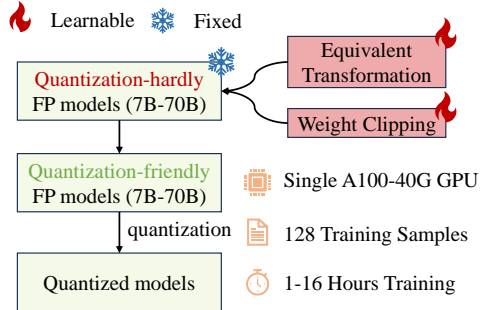 Learnable
Fixed
Quantization-hardly
FP models (7B-70B)
Equivalent
Transformation
Weight Clipping
Quantization-friendly
FP models (7B-70B)
Single A100-40G GPU
quantization
128 Training Samples
Quantized models
1-16 Hours Training